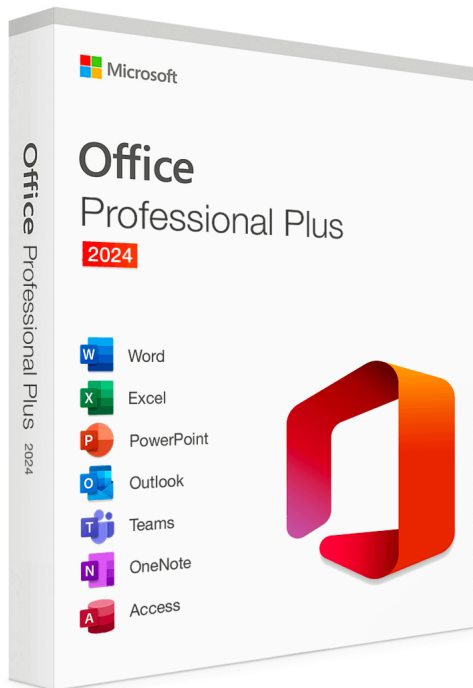 Microsoft
Office
Professional Plus
2024
W Word
X Excel
P PowerPoint
O Outlook
T Teams
N OneNote
A Access
Office Professional Plus 2024